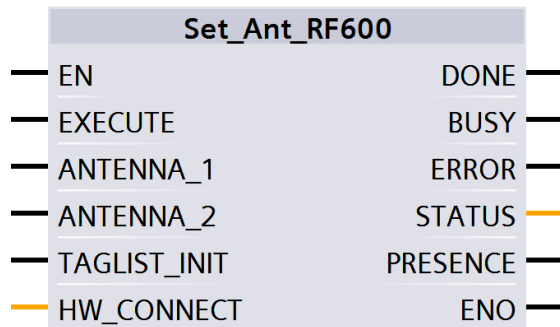 Set_Ant_RF600
EN DONE
EXECUTE BUSY
ANTENNA_1 ERROR
ANTENNA_2 STATUS
TAGLIST_INIT PRESENCE
HW_CONNECT ENO